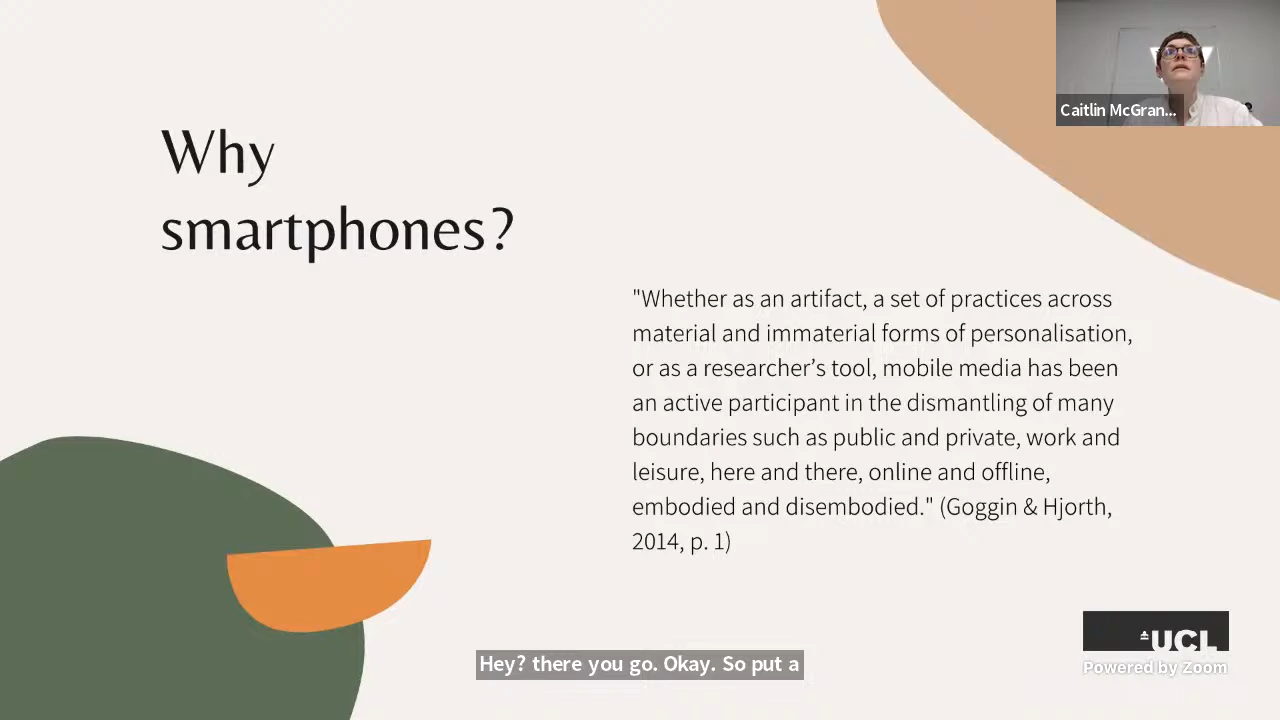 Caitlin McGran...
Why
smartphones?
"Whether as an artifact, a set of practices across
material and immaterial forms of personalisation,
or as a researcher’s tool, mobile media has been
an active participant in the dismantling of many
boundaries such as public and private, work and
leisure, here and there, online and offline,
embodied and disembodied." (Goggin & Hjorth,
2014, p. 1)
UCL
Powered by Zoom
Hey? there you go. Okay. So put a